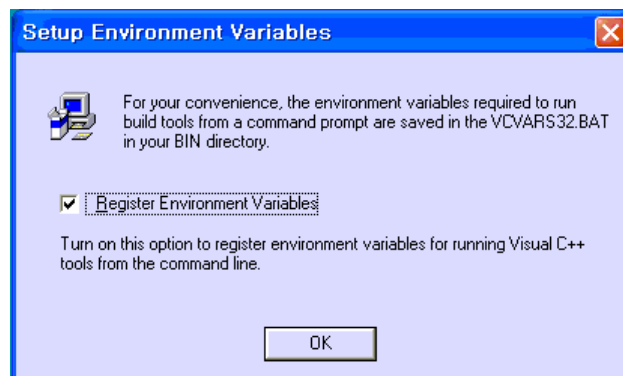 Setup Environment Variables
For your convenience, the environment variables required to run
build tools from a command prompt are saved in the VCVARS32.BAT
in your BIN directory.
Register Environment Variables
Turn on this option to register environment variables for running Visual C++
tools from the command line.
OK